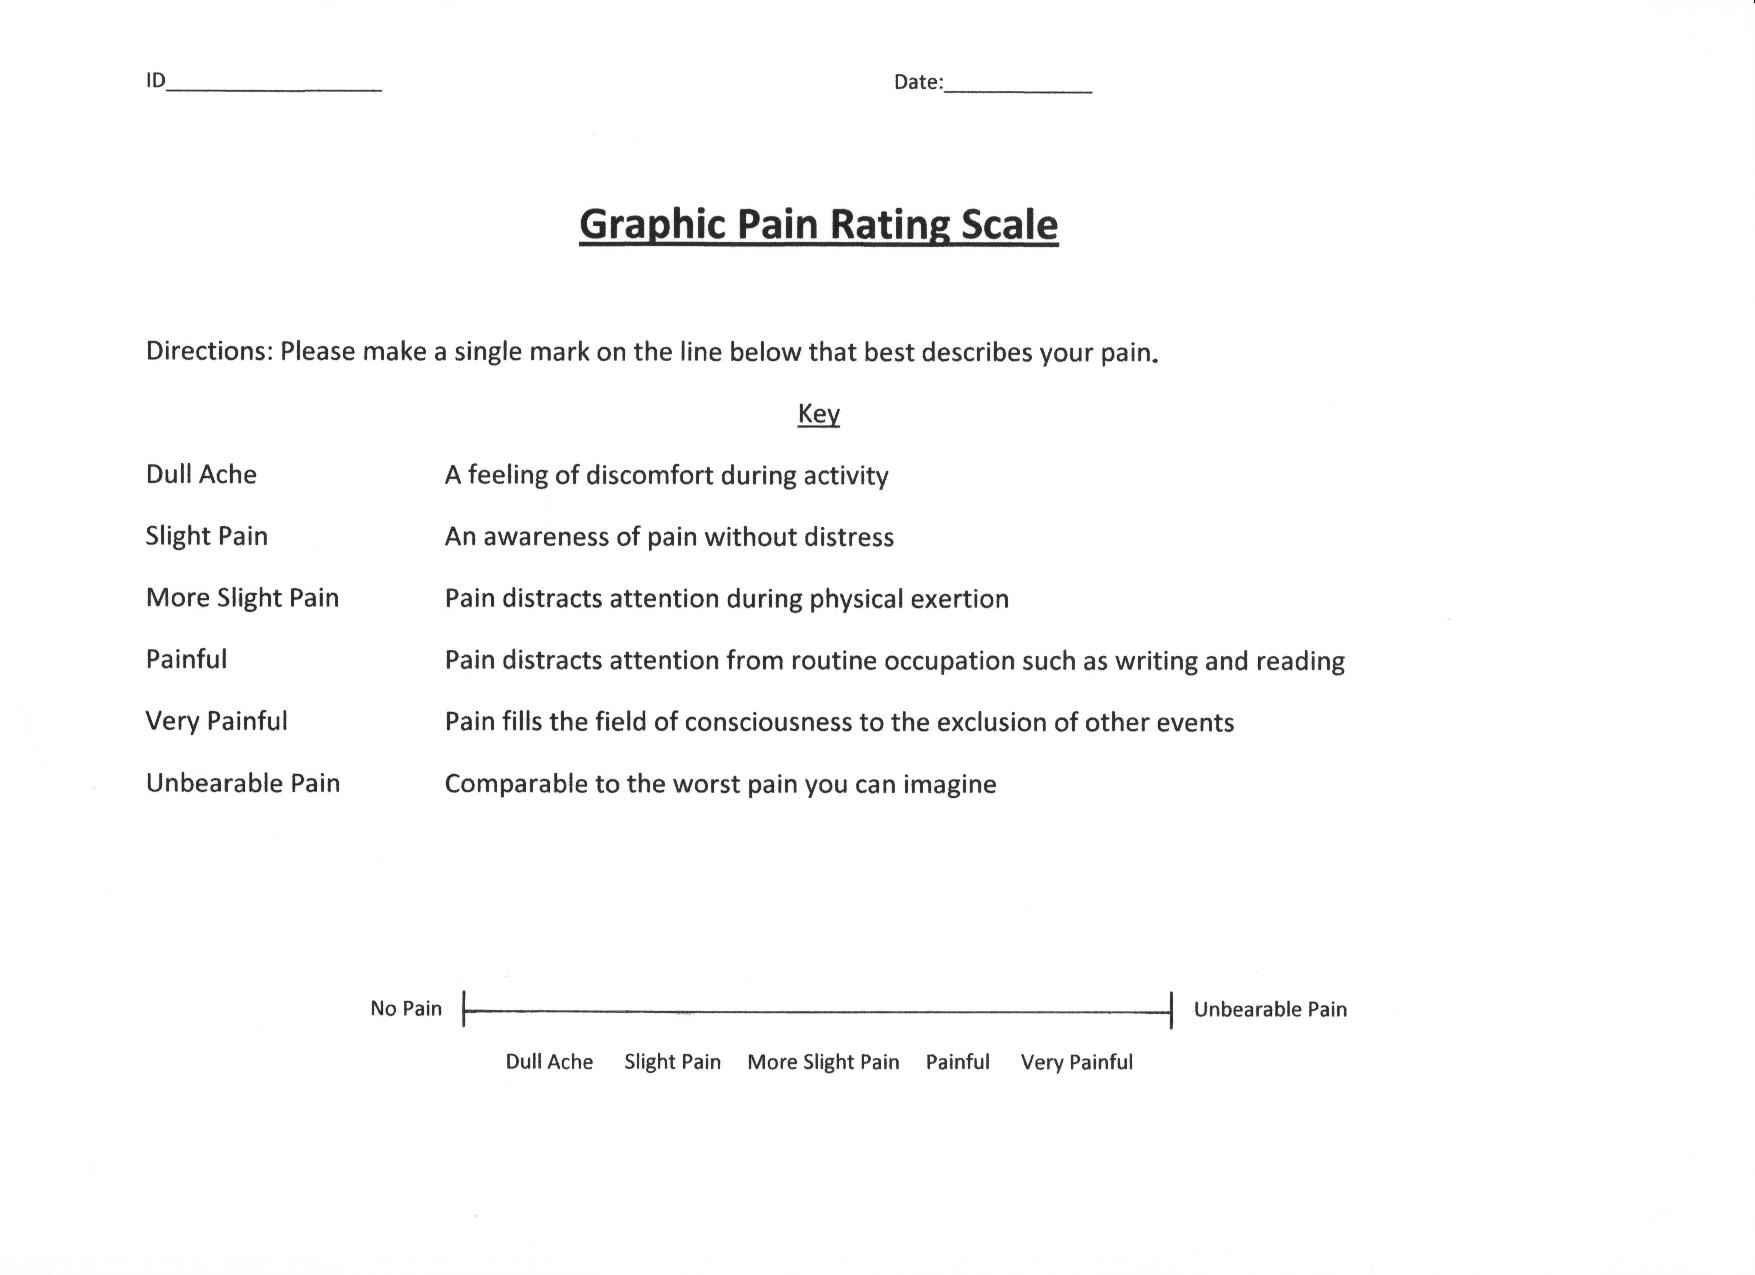 ID__________________ Date:_____________
Graphic Pain Rating Scale
Directions: Please make a single mark on the line below that best describes your pain.
Key
Dull Ache A feeling of discomfort during activity
Slight Pain An awareness of pain without distress
More Slight Pain Pain distracts attention during physical exertion
Painful Pain distracts attention from routine occupation such as writing and reading
Very Painful Pain fills the field of consciousness to the exclusion of other events
Unbearable Pain Comparable to the worst pain you can imagine
No Pain Unbearable Pain
Dull Ache Slight Pain More Slight Pain Painful Very Painful